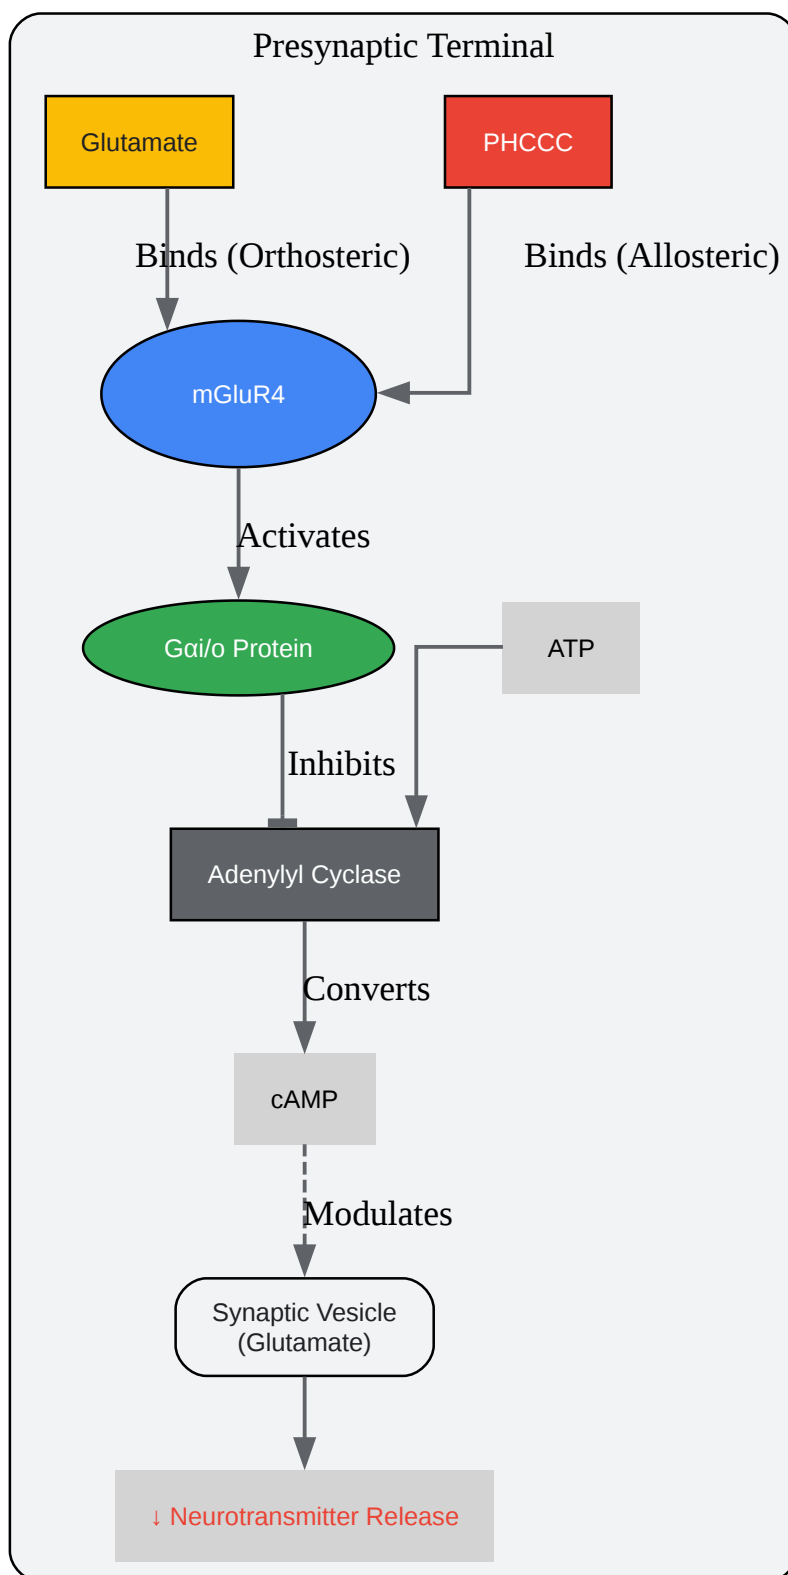 Presynaptic Terminal
Glutamate
PHCCC
Binds (Orthosteric)
Binds (Allosteric)
mGluR4
Activates
Gαi/o Protein
ATP
Inhibits
Adenylyl Cyclase
Converts
cAMP
Modulates
Synaptic Vesicle
(Glutamate)
↓ Neurotransmitter Release